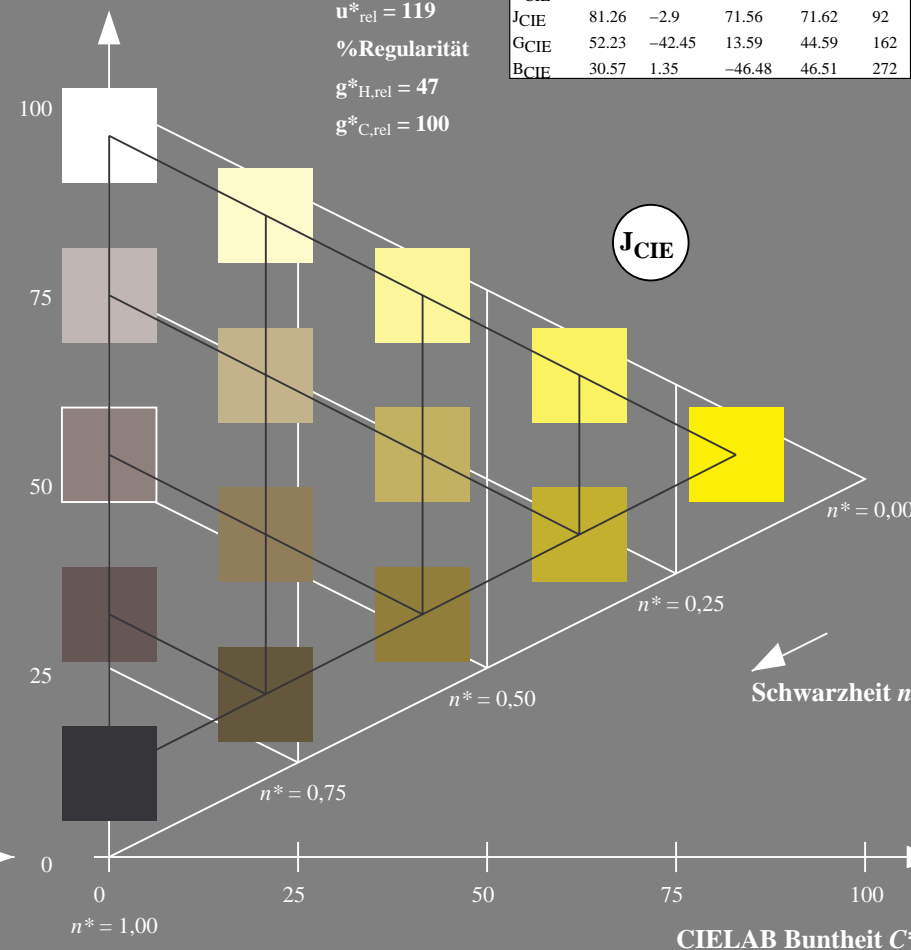 u*rel = 119
%Regularität
g*H,rel = 47
g*C,rel = 100
JCIE 81.26 −2.9 71.56 71.62 92
GCIE 52.23 −42.45 13.59 44.59 162
BCIE 30.57 1.35 −46.48 46.51 272
100
JCIE
75
50
n* = 0,00
25
n* = 0,25
Schwarzheit n
n* = 0,50
n* = 0,75
0
0 25 50 75 100
n* = 1,00
CIELAB Buntheit C*